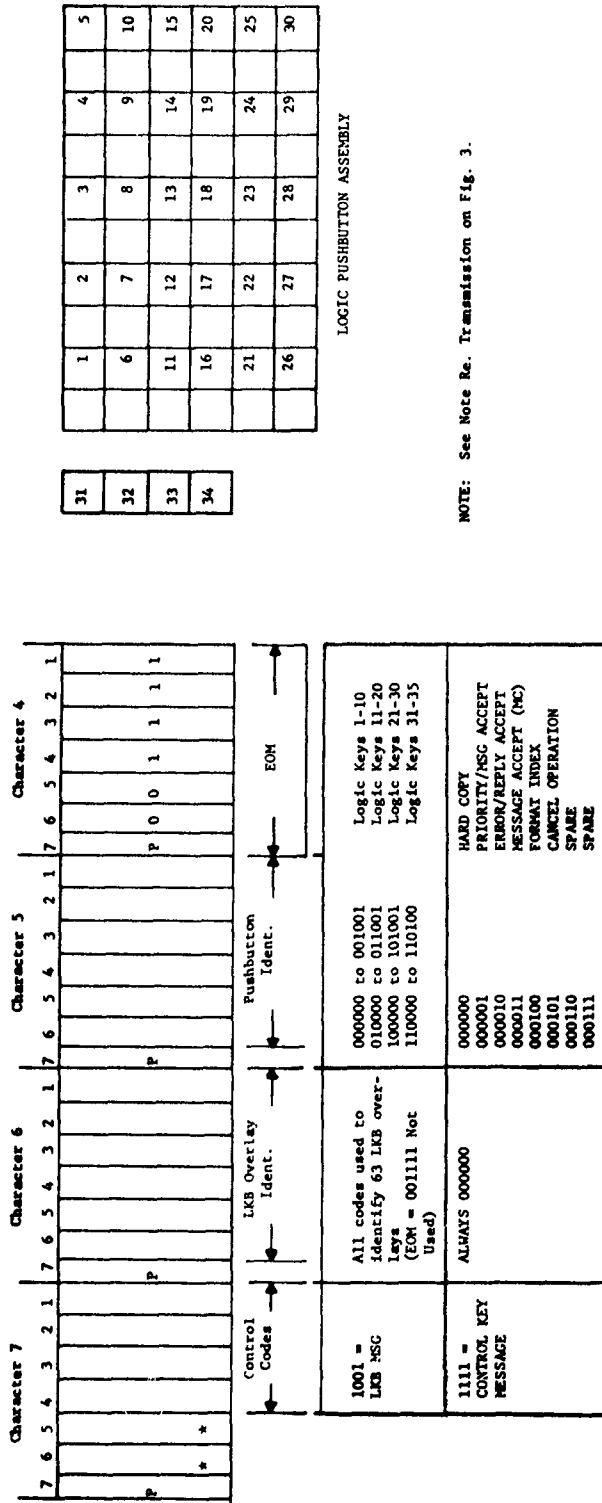 Character 7 Character 6 Character 5 Character 4
7 6 5 4 3 2 1 7 6 5 4 3 2 1 7 6 5 4 3 2 1 7 6 5 4 3 2 1
P * * P P P 0 0 1 1 1 1
Control Codes
LKB Overlay Ident.
Pushbutton Ident.
EOM
1001 =
LKB MSG
All codes used to
identify 63 LKB over-
lays
(EOM = 001111 Not
Used)
000000 to 001001 Logic Keys 1-10
010000 to 011001 Logic Keys 11-20
100000 to 101001 Logic Keys 21-30
110000 to 110100 Logic Keys 31-35
1111 =
CONTROL KEY
MESSAGE
ALWAYS 000000
000000 HARD COPY
000001 PRIORITY/MSG ACCEPT
000010 ERROR/REPLY ACCEPT
000011 MESSAGE ACCEPT (MC)
000100 FORMAT INDEX
000101 CANCEL OPERATION
000110 SPARE
000111 SPARE
31 1 2 3 4 5
32 6 7 8 9 10
33 11 12 13 14 15
34 16 17 18 19 20
21 22 23 24 25
26 27 28 29 30
LOGIC PUSHBUTTON ASSEMBLY
NOTE: See Note Re. Transmission on Fig. 3.